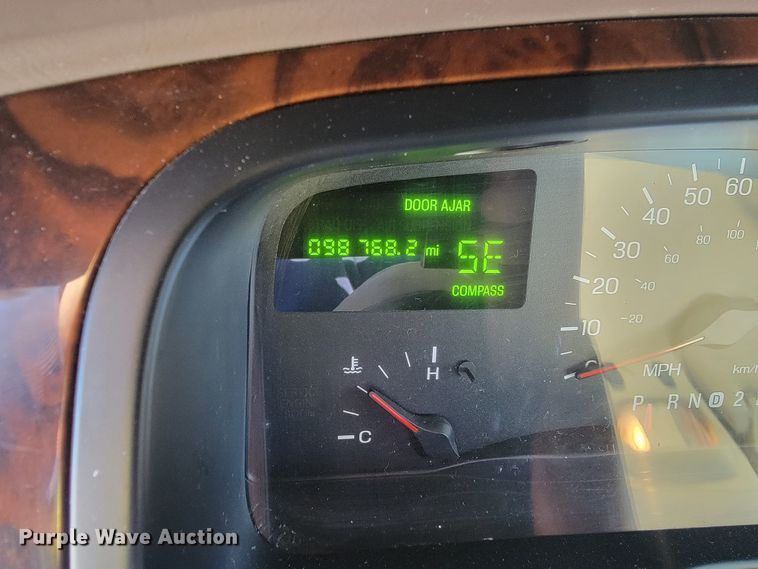 DOOR AJAR
098 768.2 mi SE
COMPASS
10 20 30 40 50 60
20 40 60 80
MPH
P R N D 2
H
C
Purple Wave Auction®